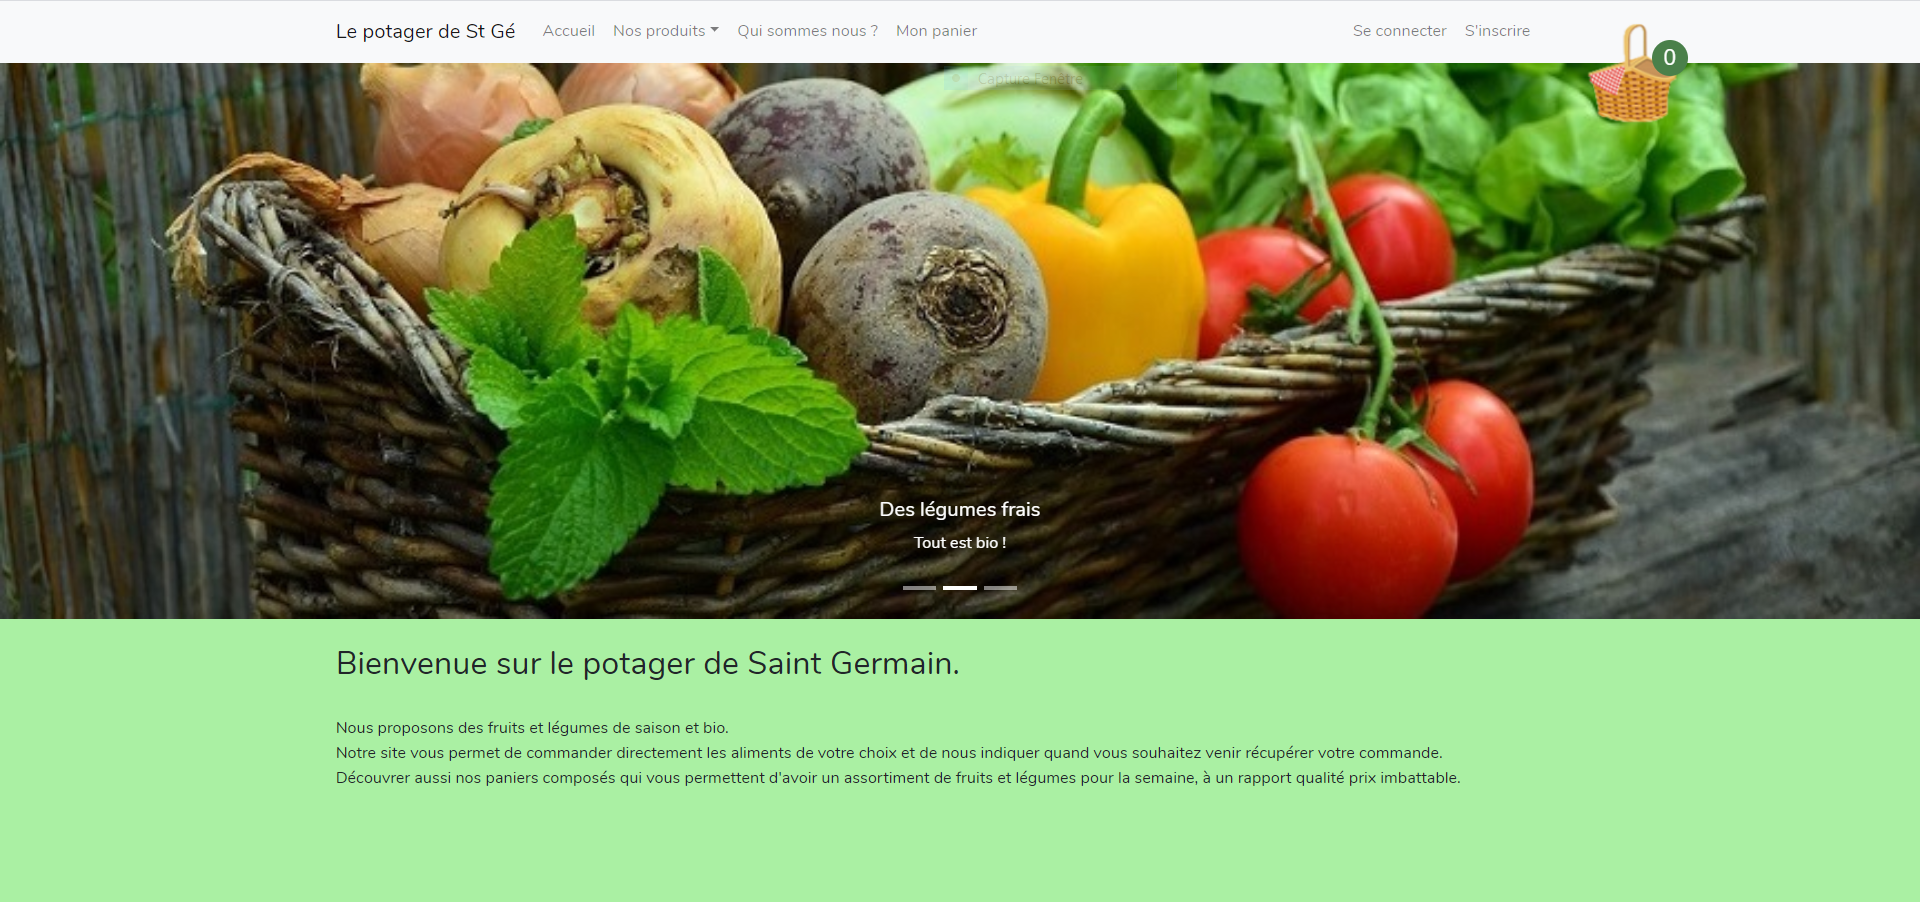 Le potager de St Gé Accueil Nos produits Qui sommes nous ? Mon panier Se connecter S'inscrire
0
Capture Fenêtre
Des légumes frais
Tout est bio !
Bienvenue sur le potager de Saint Germain.
Nous proposons des fruits et légumes de saison et bio.
Notre site vous permet de commander directement les aliments de votre choix et de nous indiquer quand vous souhaitez venir récupérer votre commande.
Découvrer aussi nos paniers composés qui vous permettent d'avoir un assortiment de fruits et légumes pour la semaine, à un rapport qualité prix imbattable.